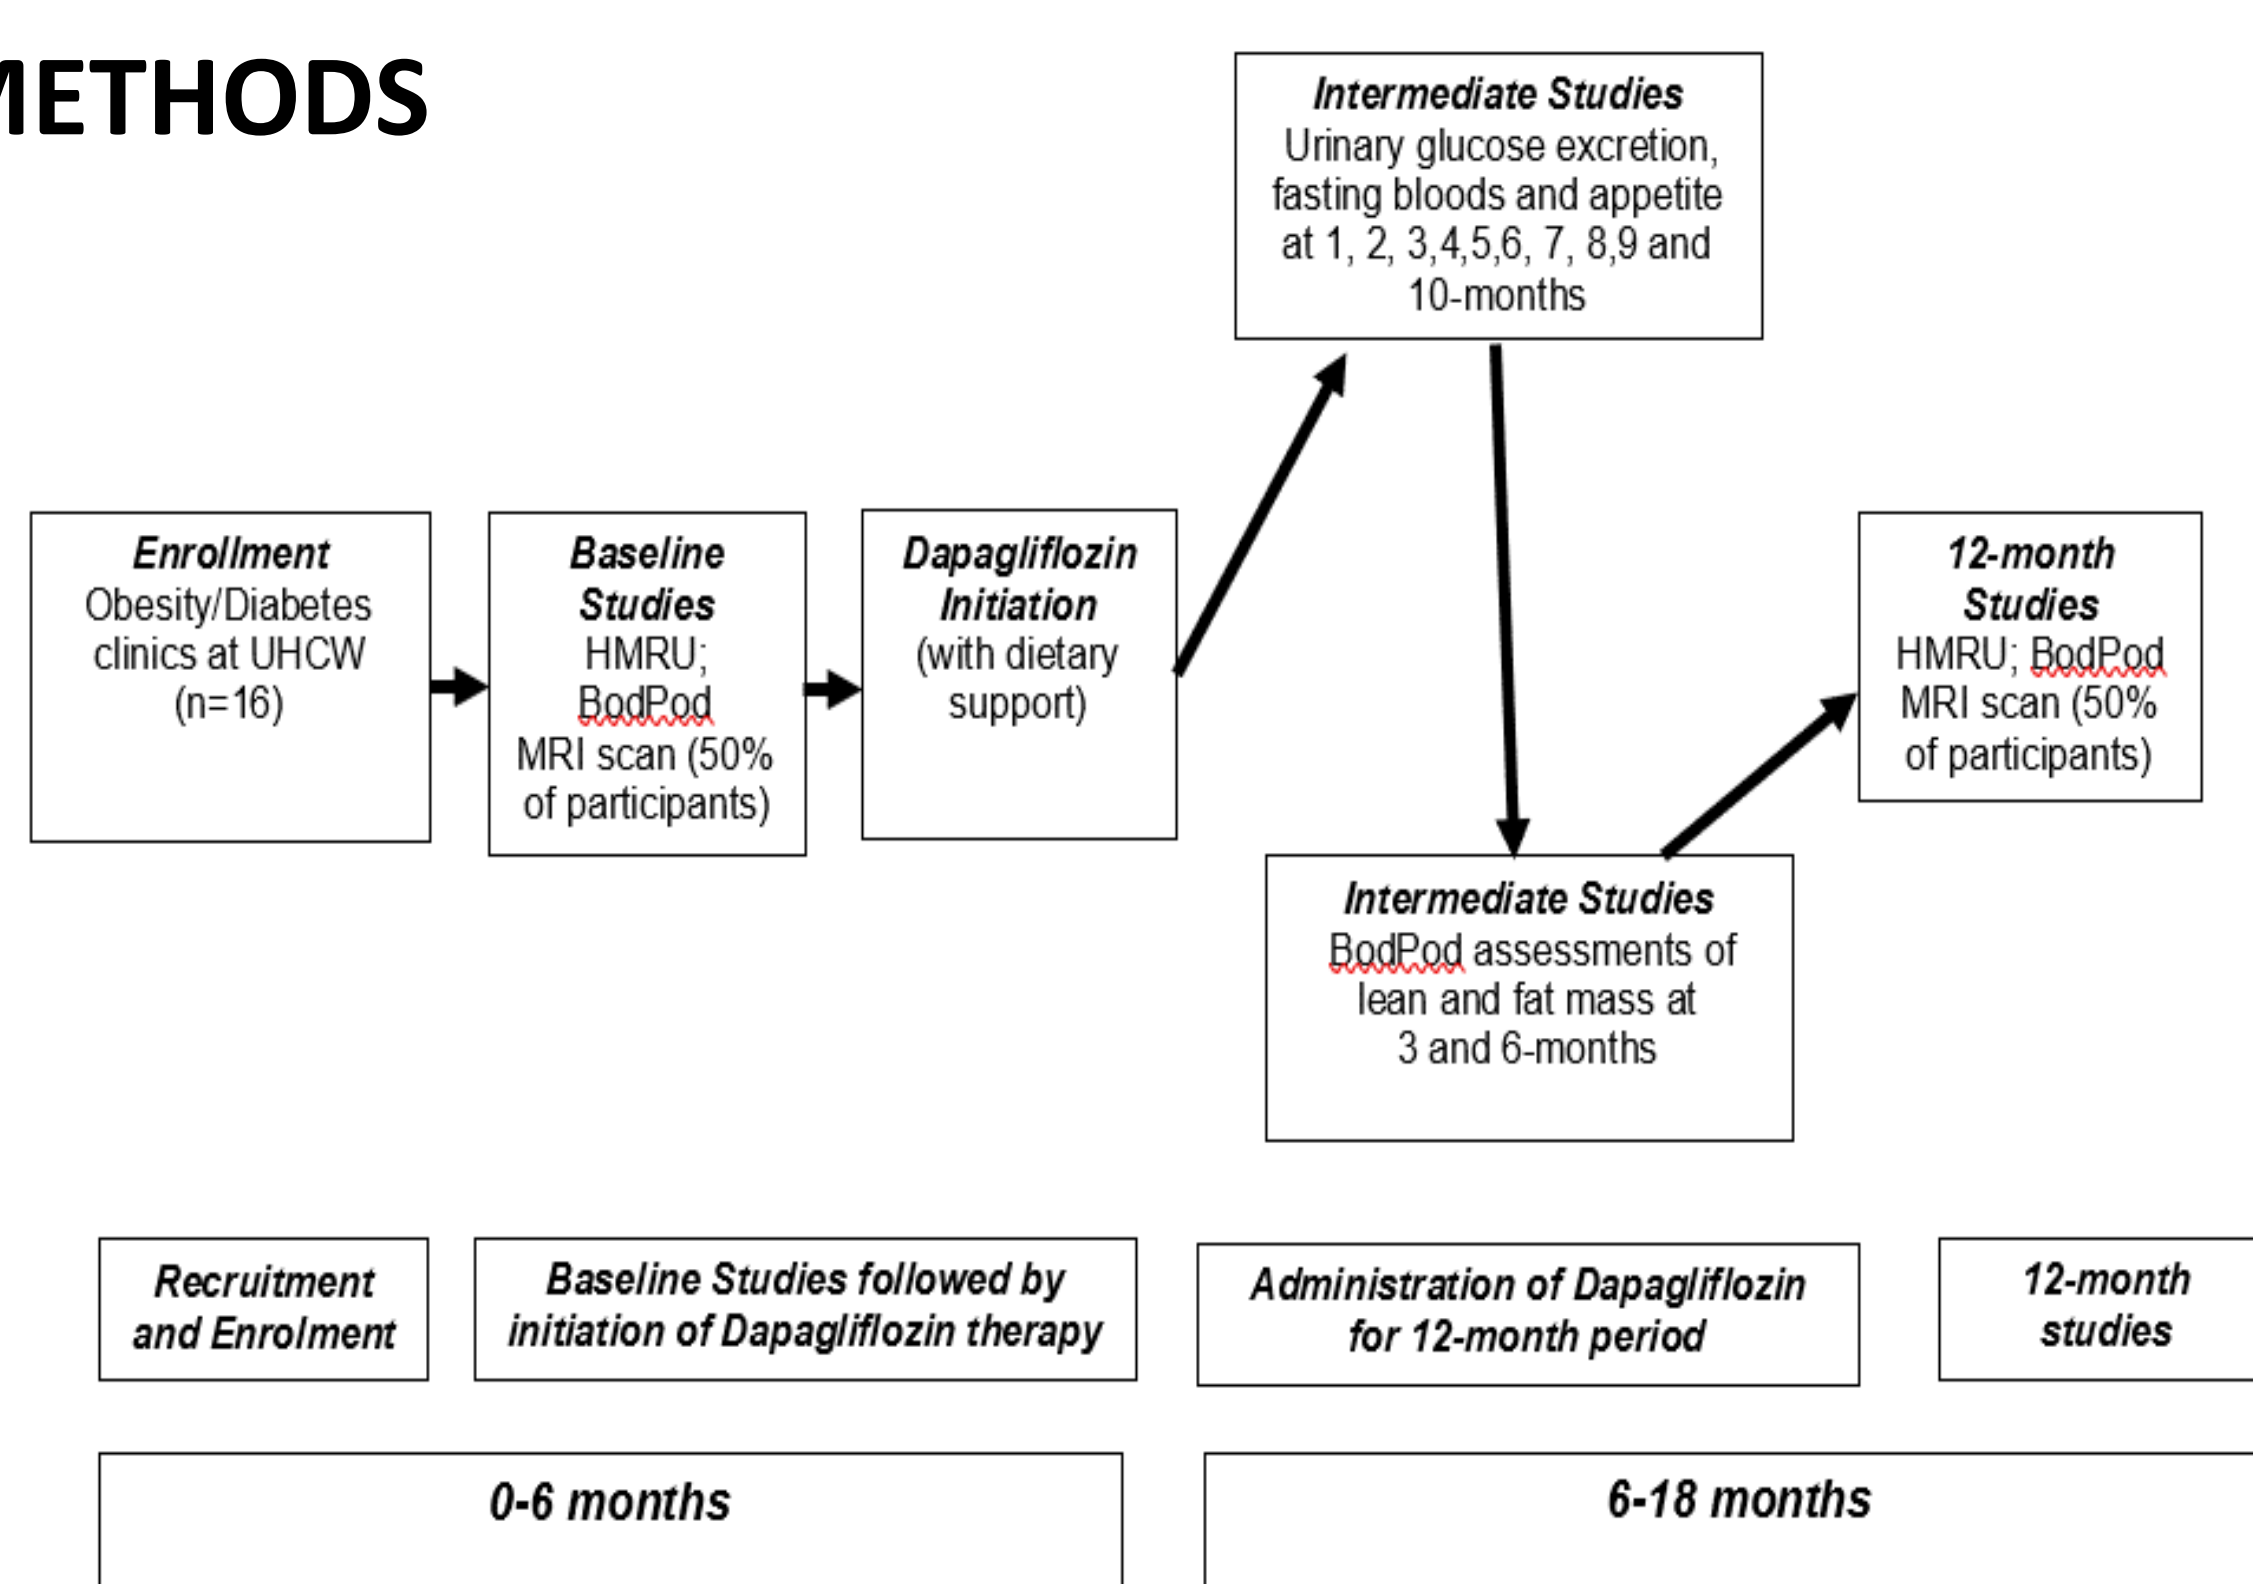 METHODS
Intermediate Studies
Urinary glucose excretion,
fasting bloods and appetite
at 1, 2, 3,4,5,6, 7, 8,9 and
10-months
Enrollment
Obesity/Diabetes
clinics at UHCW
(n=16)
Baseline
Studies
HMRU;
BodPod
MRI scan (50%
of participants)
Dapagliflozin
Initiation
(with dietary
support)
12-month
Studies
HMRU; BodPod
MRI scan (50%
of participants)
Intermediate Studies
BodPod assessments of
lean and fat mass at
3 and 6-months
Recruitment
and Enrolment
Baseline Studies followed by
initiation of Dapagliflozin therapy
Administration of Dapagliflozin
for 12-month period
12-month
studies
0-6 months
6-18 months